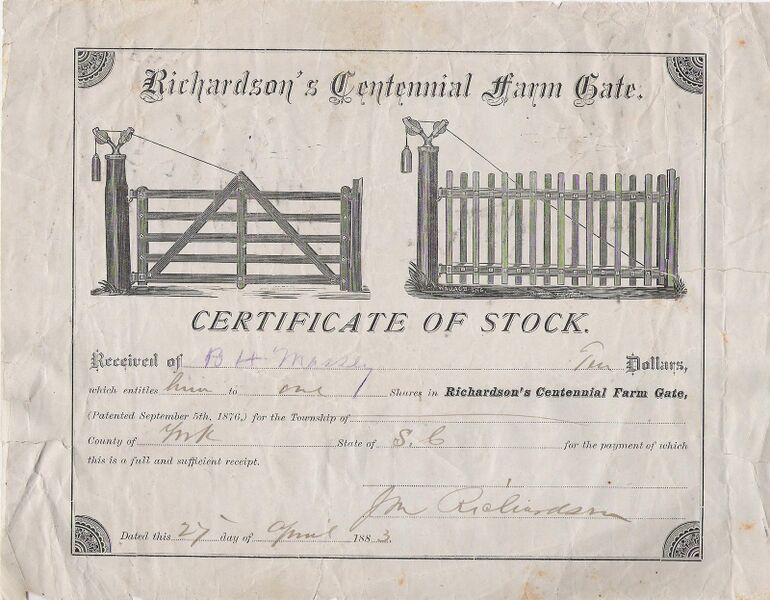 Richardson's Centennial Farm Gate.
WALLACE ENG.
CERTIFICATE OF STOCK.
Received of B H Massey Ten Dollars,
which entitles him to one Shares in Richardson's Centennial Farm Gate,
(Patented September 5th, 1876,) for the Township of
County of York State of S. C for the payment of which
this is a full and sufficient receipt.
J M Richardson
Dated this 27 day of April 1883.